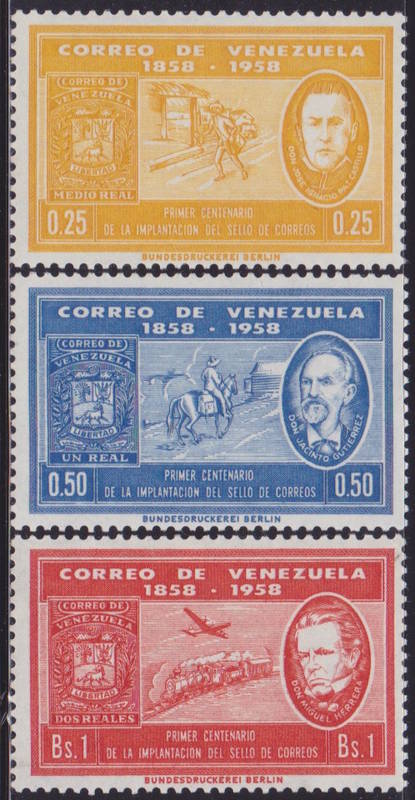 CORREO DE VENEZUELA
1858 - 1958
CORREO DE
VENEZUELA
LIBERTAD
MEDIO REAL
DON JOSE IGNACIO PAZ CASTILLO
0.25
PRIMER CENTENARIO
DE LA IMPLANTACION DEL SELLO DE CORREOS
0.25
BUNDESDRUCKEREI BERLIN
CORREO DE VENEZUELA
1858 - 1958
CORREO DE
VENEZUELA
LIBERTAD
UN REAL
DON JACINTO GUTIERREZ
0.50
PRIMER CENTENARIO
DE LA IMPLANTACION DEL SELLO DE CORREOS
0.50
BUNDESDRUCKEREI BERLIN
CORREO DE VENEZUELA
1858 - 1958
CORREO DE
VENEZUELA
LIBERTAD
DOS REALES
DON MIGUEL HERRERA
Bs.1
PRIMER CENTENARIO
DE LA IMPLANTACION DEL SELLO DE CORREOS
Bs.1
BUNDESDRUCKEREI BERLIN